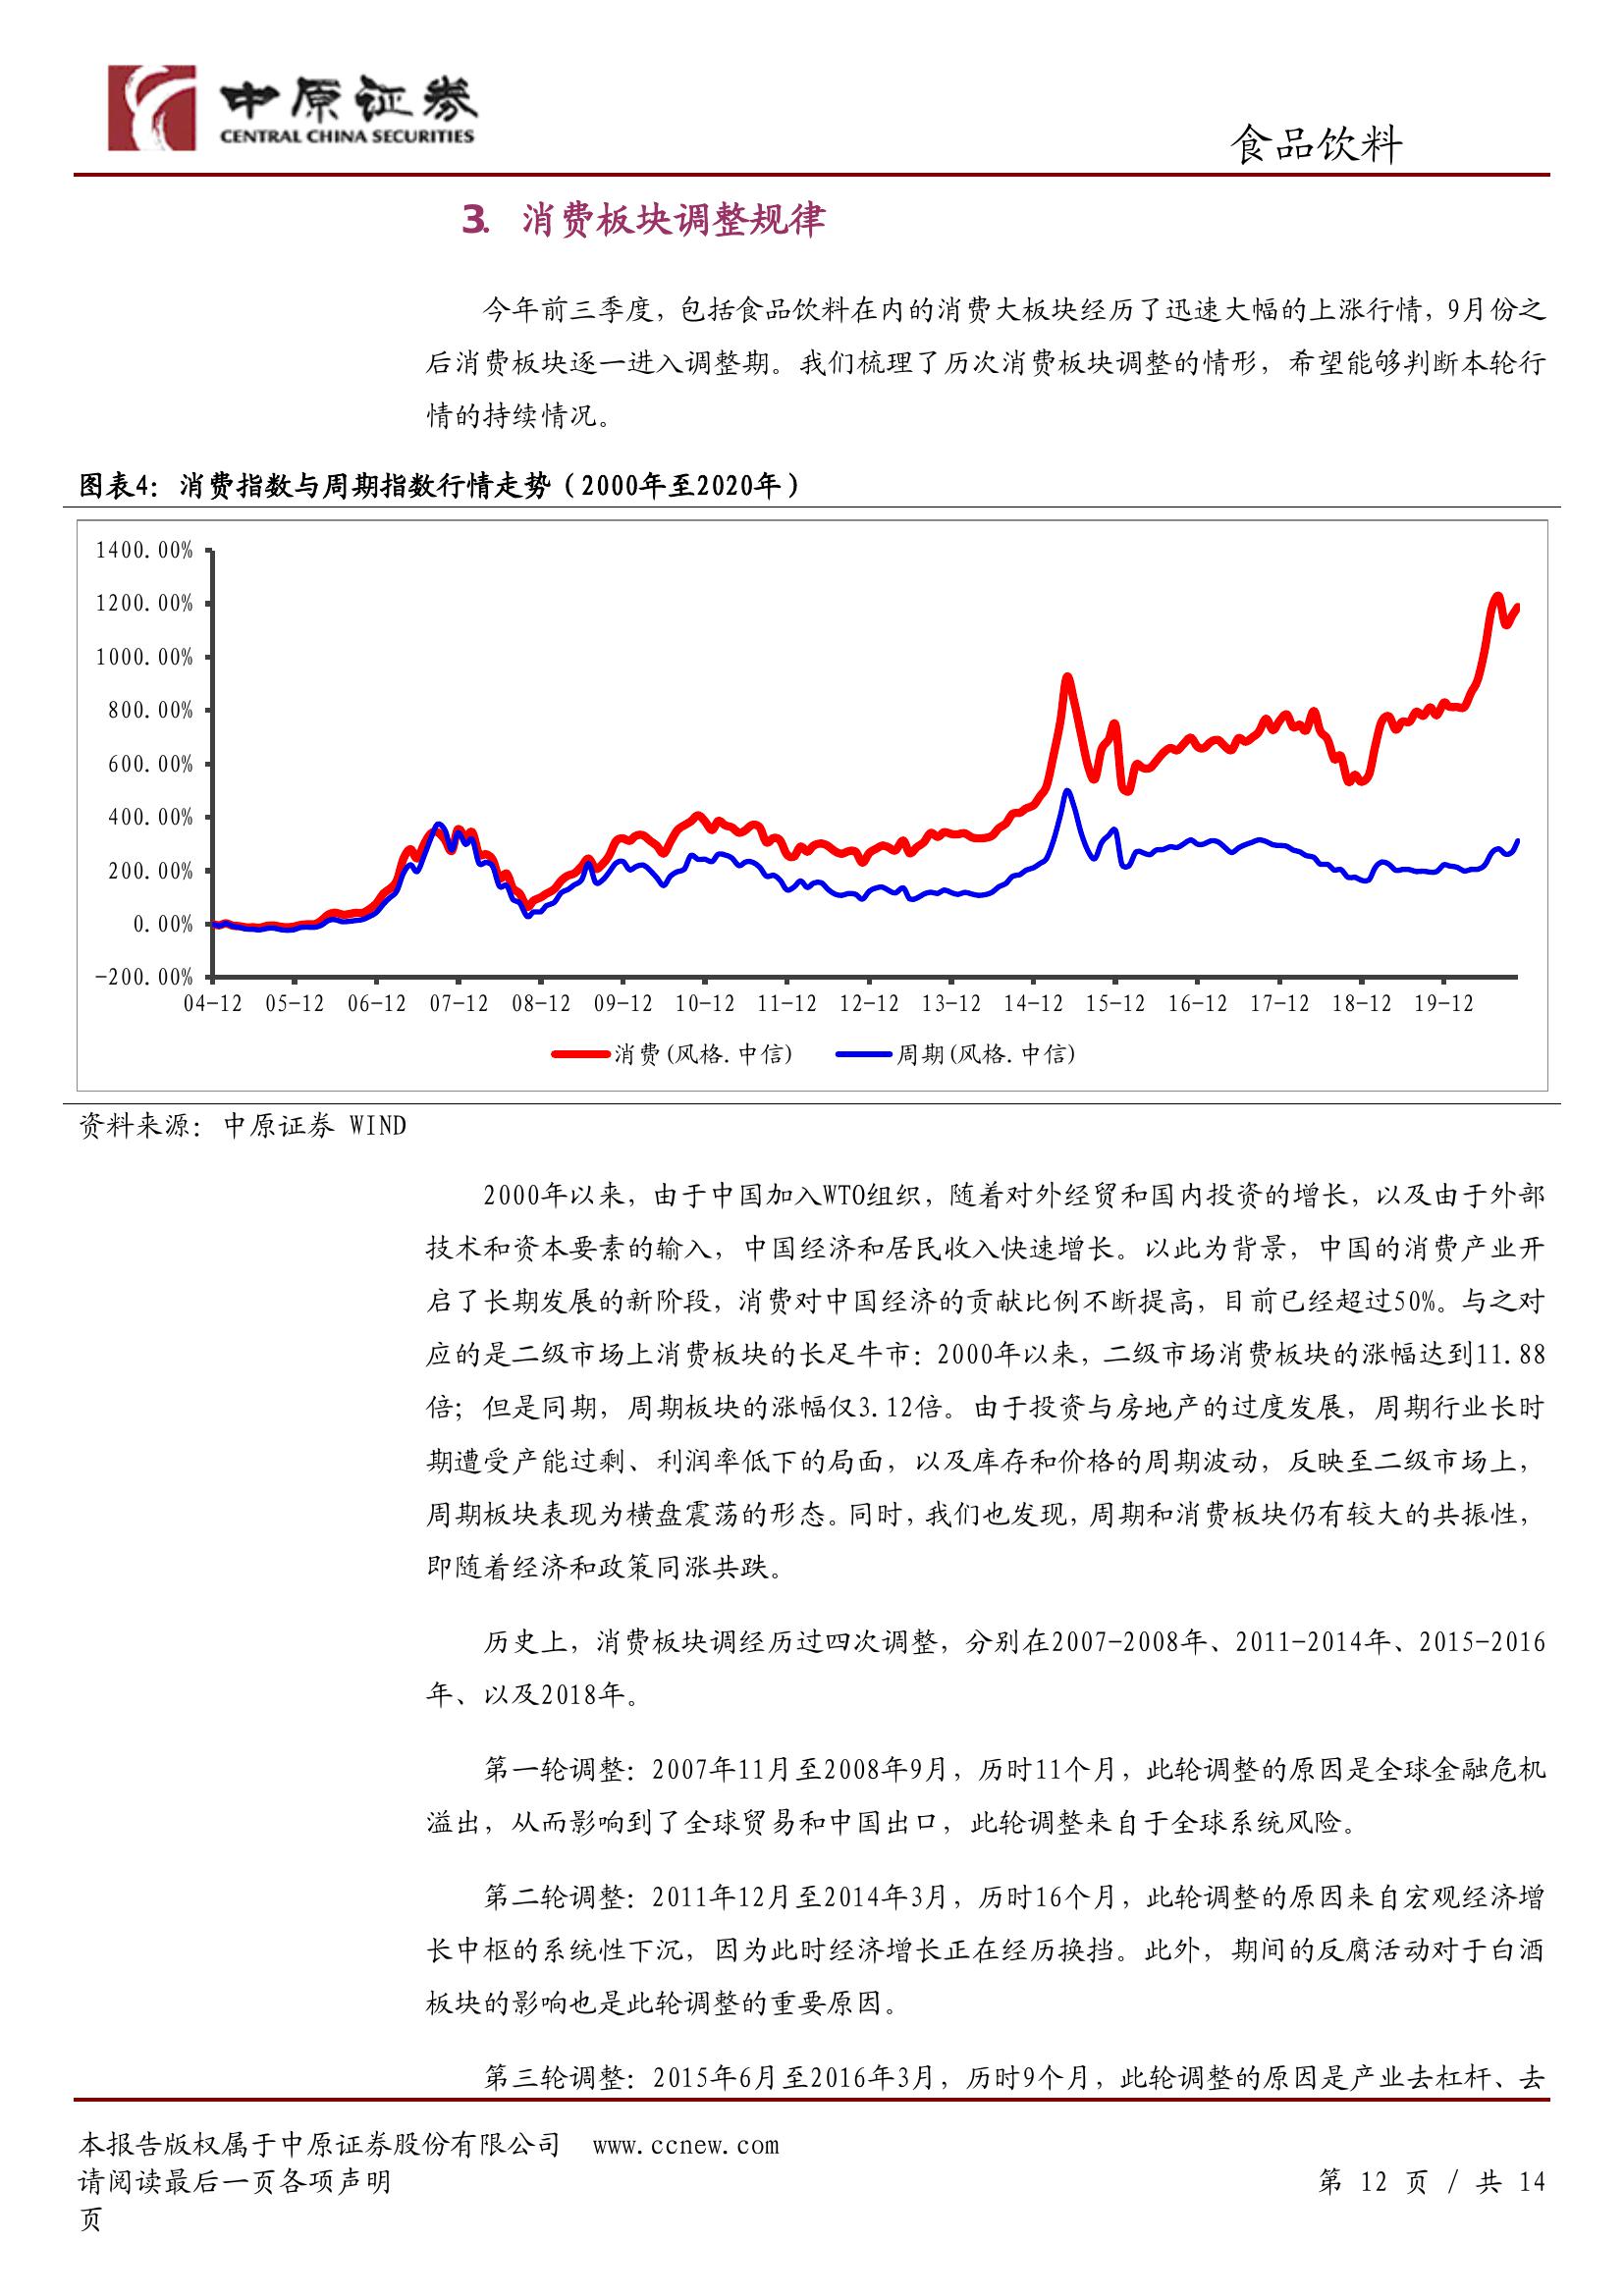 中原证券
CENTRAL CHINA SECURITIES
食品饮料
3. 消费板块调整规律
今年前三季度，包括食品饮料在内的消费大板块经历了迅速大幅的上涨行情，9月份之
后消费板块逐一进入调整期。我们梳理了历次消费板块调整的情形，希望能够判断本轮行
情的持续情况。
图表4：消费指数与周期指数行情走势（2000年至2020年）
1400.00%
1200.00%
1000.00%
800.00%
600.00%
400.00%
200.00%
0.00%
-200.00%
04-12 05-12 06-12 07-12 08-12 09-12 10-12 11-12 12-12 13-12 14-12 15-12 16-12 17-12 18-12 19-12
消费(风格.中信) 周期(风格.中信)
资料来源：中原证券 WIND
2000年以来，由于中国加入WTO组织，随着对外经贸和国内投资的增长，以及由于外部
技术和资本要素的输入，中国经济和居民收入快速增长。以此为背景，中国的消费产业开
启了长期发展的新阶段，消费对中国经济的贡献比例不断提高，目前已经超过50%。与之对
应的是二级市场上消费板块的长足牛市：2000年以来，二级市场消费板块的涨幅达到11.88
倍；但是同期，周期板块的涨幅仅3.12倍。由于投资与房地产的过度发展，周期行业长时
期遭受产能过剩、利润率低下的局面，以及库存和价格的周期波动，反映至二级市场上，
周期板块表现为横盘震荡的形态。同时，我们也发现，周期和消费板块仍有较大的共振性，
即随着经济和政策同涨共跌。
历史上，消费板块调经历过四次调整，分别在2007-2008年、2011-2014年、2015-2016
年、以及2018年。
第一轮调整：2007年11月至2008年9月，历时11个月，此轮调整的原因是全球金融危机
溢出，从而影响到了全球贸易和中国出口，此轮调整来自于全球系统风险。
第二轮调整：2011年12月至2014年3月，历时16个月，此轮调整的原因来自宏观经济增
长中枢的系统性下沉，因为此时经济增长正在经历换挡。此外，期间的反腐活动对于白酒
板块的影响也是此轮调整的重要原因。
第三轮调整：2015年6月至2016年3月，历时9个月，此轮调整的原因是产业去杠杆、去
本报告版权属于中原证券股份有限公司 www.ccnew.com
请阅读最后一页各项声明 第 12 页 / 共 14
页